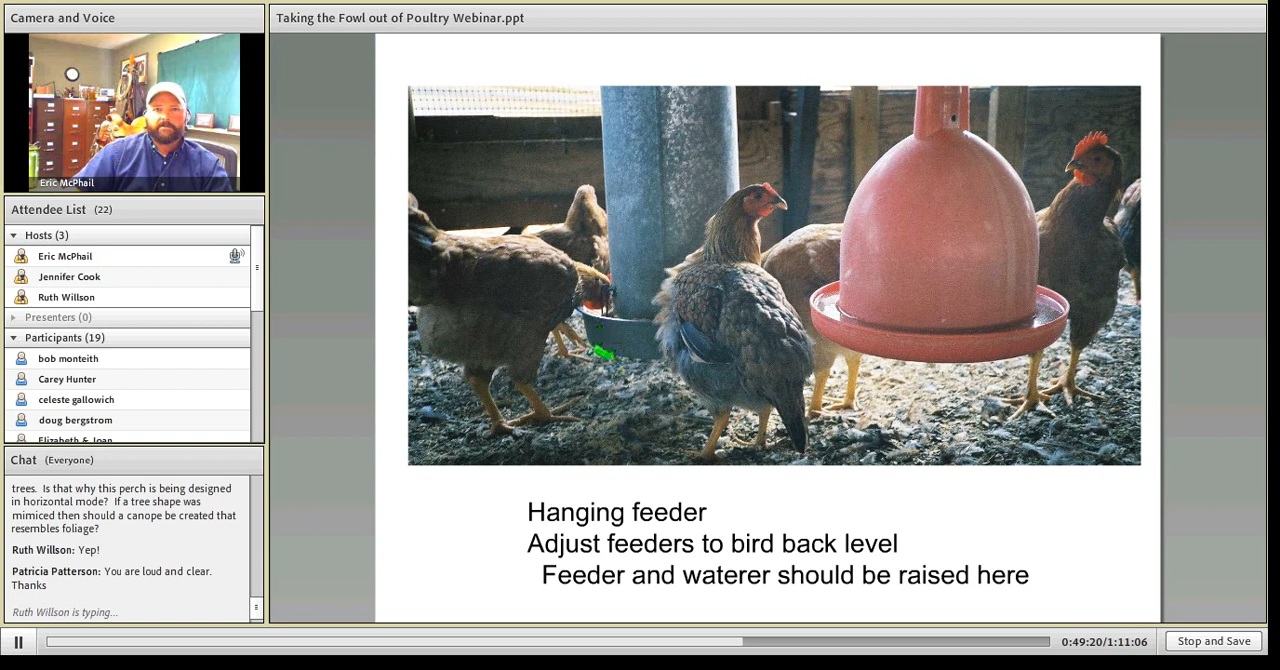 Camera and Voice
Eric McPhail
Attendee List (22)
Hosts (3)
Eric McPhail
Jennifer Cook
Ruth Willson
Presenters (0)
Participants (19)
bob monteith
Carey Hunter
celeste gallowich
doug bergstrom
Elizabeth & Joan
Chat (Everyone)
trees. Is that why this perch is being designed
in horizontal mode? If a tree shape was
mimiced then should a canope be created that
resembles foliage?
Ruth Willson: Yep!
Patricia Patterson: You are loud and clear.
Thanks
Ruth Willson is typing...
Taking the Fowl out of Poultry Webinar.ppt
Hanging feeder
Adjust feeders to bird back level
Feeder and waterer should be raised here
0:49:20/1:11:06
Stop and Save